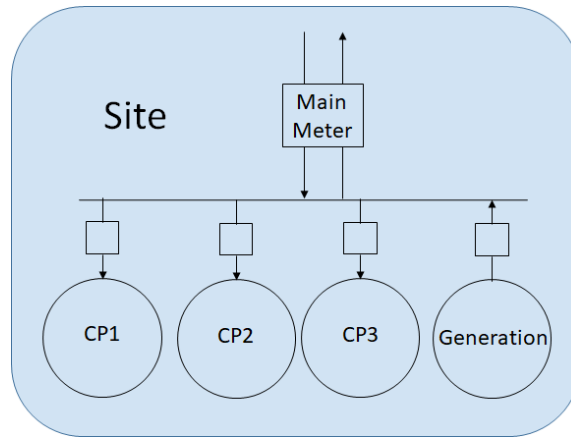 Site
Main
Meter
CP1
CP2
CP3
Generation